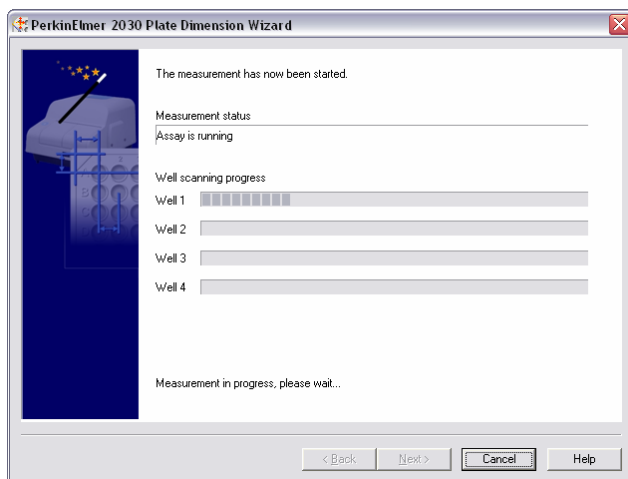 PerkinElmer 2030 Plate Dimension Wizard
The measurement has now been started.
Measurement status
Assay is running
Well scanning progress
Well 1
Well 2
Well 3
Well 4
Measurement in progress, please wait...
< Back Next > Cancel Help